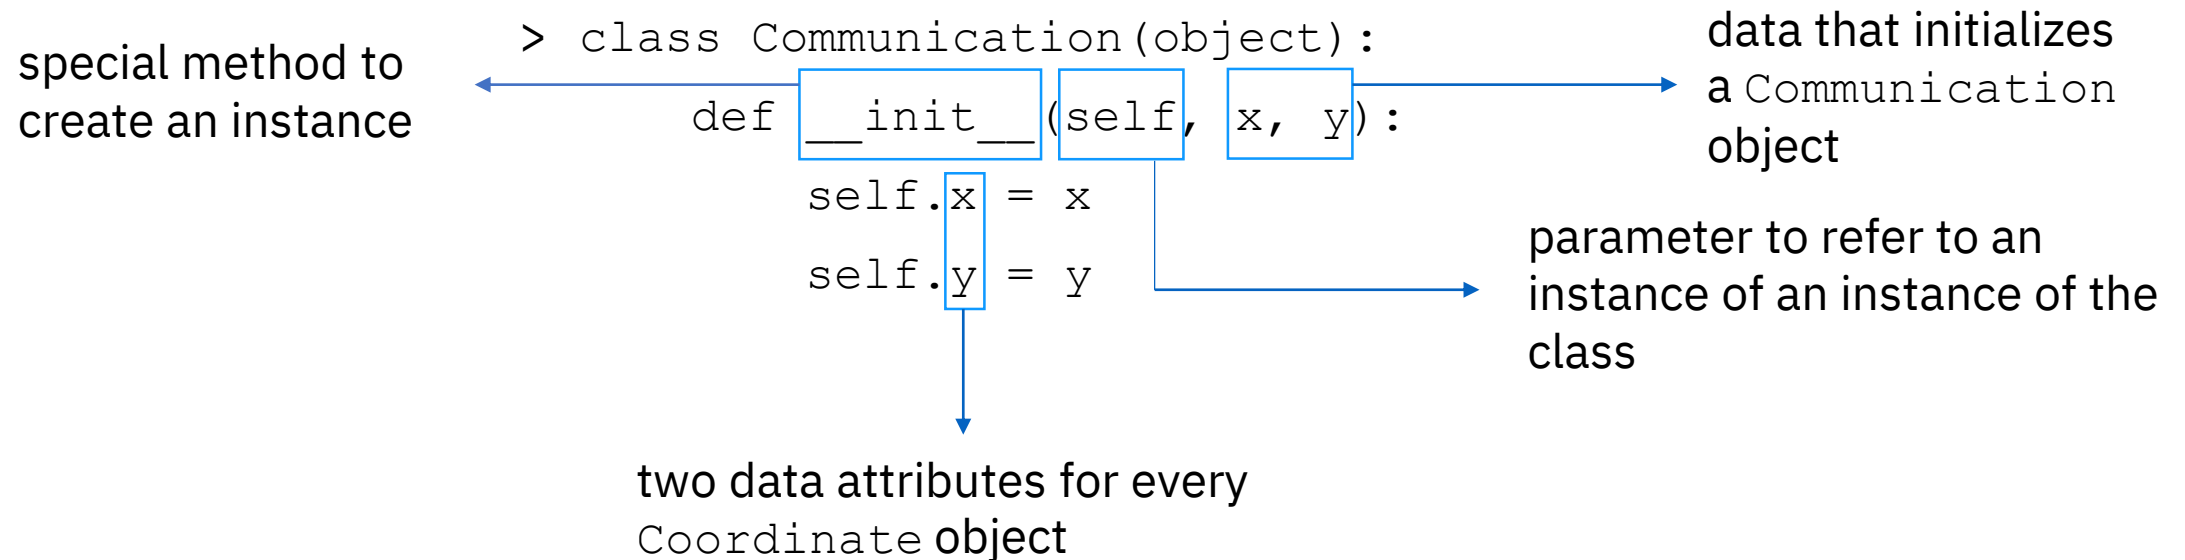 special method to
create an instance
> class Communication(object):
def __init__(self, x, y):
self.x = x
self.y = y
data that initializes
a Communication
object
parameter to refer to an
instance of an instance of the
class
two data attributes for every
Coordinate object